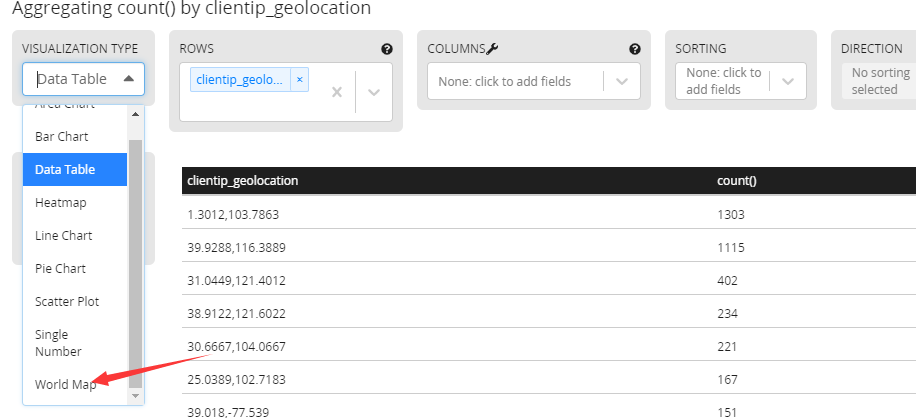 Aggregating count() by clientip_geolocation
VISUALIZATION TYPE
Data Table
ROWS
clientip_geolo... ×
COLUMNS
None: click to add fields
SORTING
None: click to
add fields
DIRECTION
No sorting
selected
Area Chart
Bar Chart
Data Table
Heatmap
Line Chart
Pie Chart
Scatter Plot
Single
Number
World Map
clientip_geolocation count()
1.3012,103.7863 1303
39.9288,116.3889 1115
31.0449,121.4012 402
38.9122,121.6022 234
30.6667,104.0667 221
25.0389,102.7183 167
39.018,-77.539 151